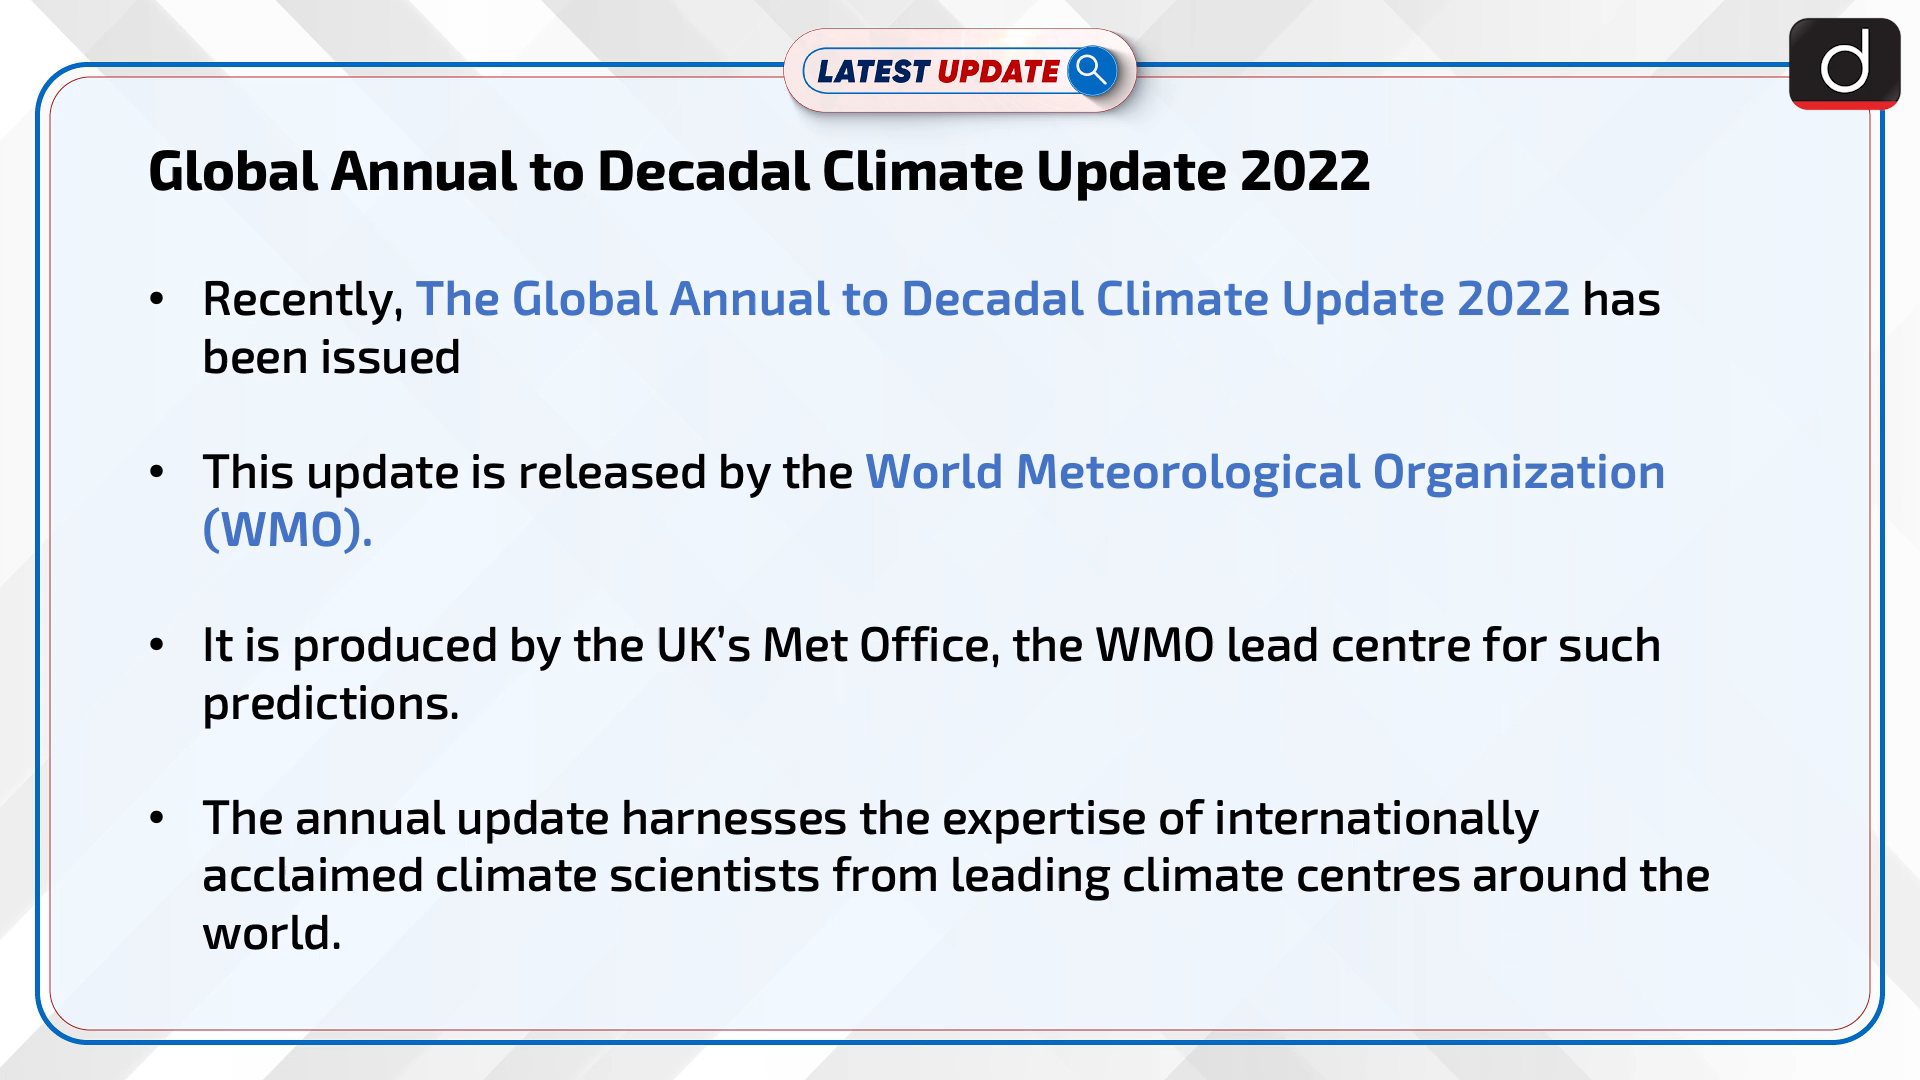 LATEST UPDATE
d
Global Annual to Decadal Climate Update 2022
• Recently, The Global Annual to Decadal Climate Update 2022 has
been issued
• This update is released by the World Meteorological Organization
(WMO).
• It is produced by the UK’s Met Office, the WMO lead centre for such
predictions.
• The annual update harnesses the expertise of internationally
acclaimed climate scientists from leading climate centres around the
world.